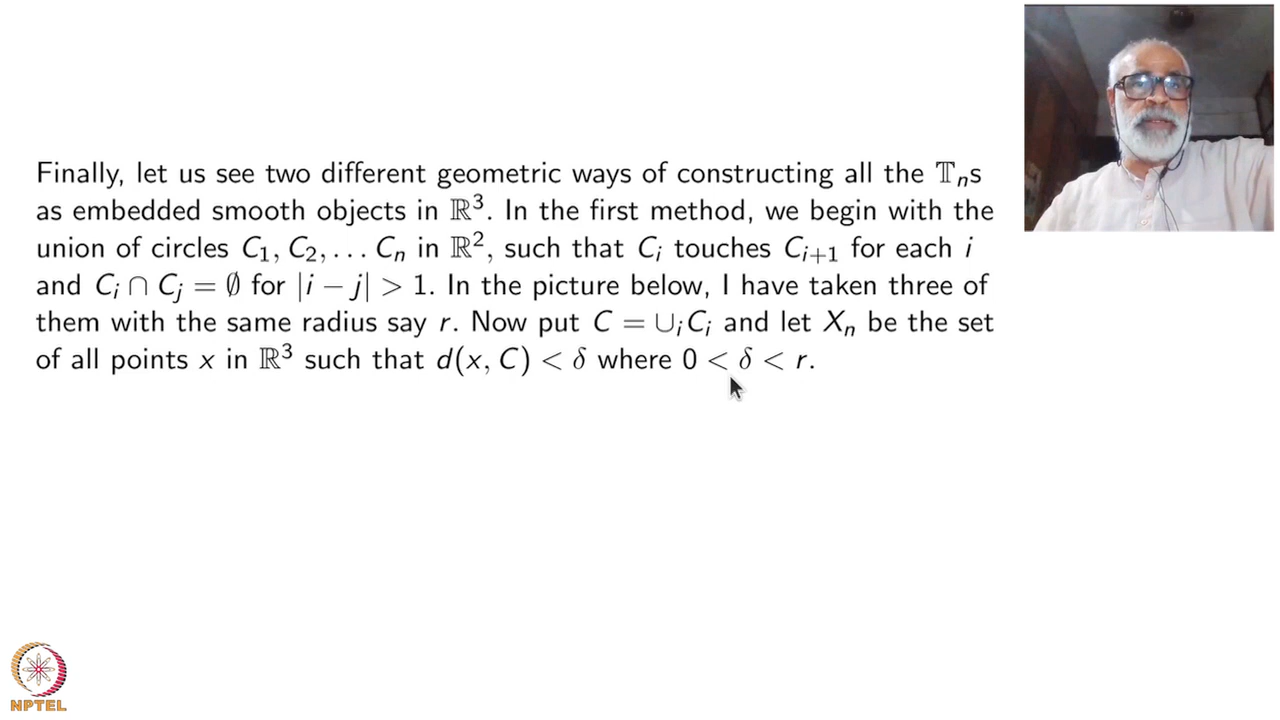 Finally, let us see two different geometric ways of constructing all the 𝕋ₙs
as embedded smooth objects in ℝ³. In the first method, we begin with the
union of circles C₁, C₂, . . . Cₙ in ℝ², such that Cᵢ touches Cᵢ₊₁ for each i
and Cᵢ ∩ Cⱼ = ∅ for |i − j| > 1. In the picture below, I have taken three of
them with the same radius say r. Now put C = ∪ᵢCᵢ and let Xₙ be the set
of all points x in ℝ³ such that d(x, C) < δ where 0 < δ < r.
NPTEL